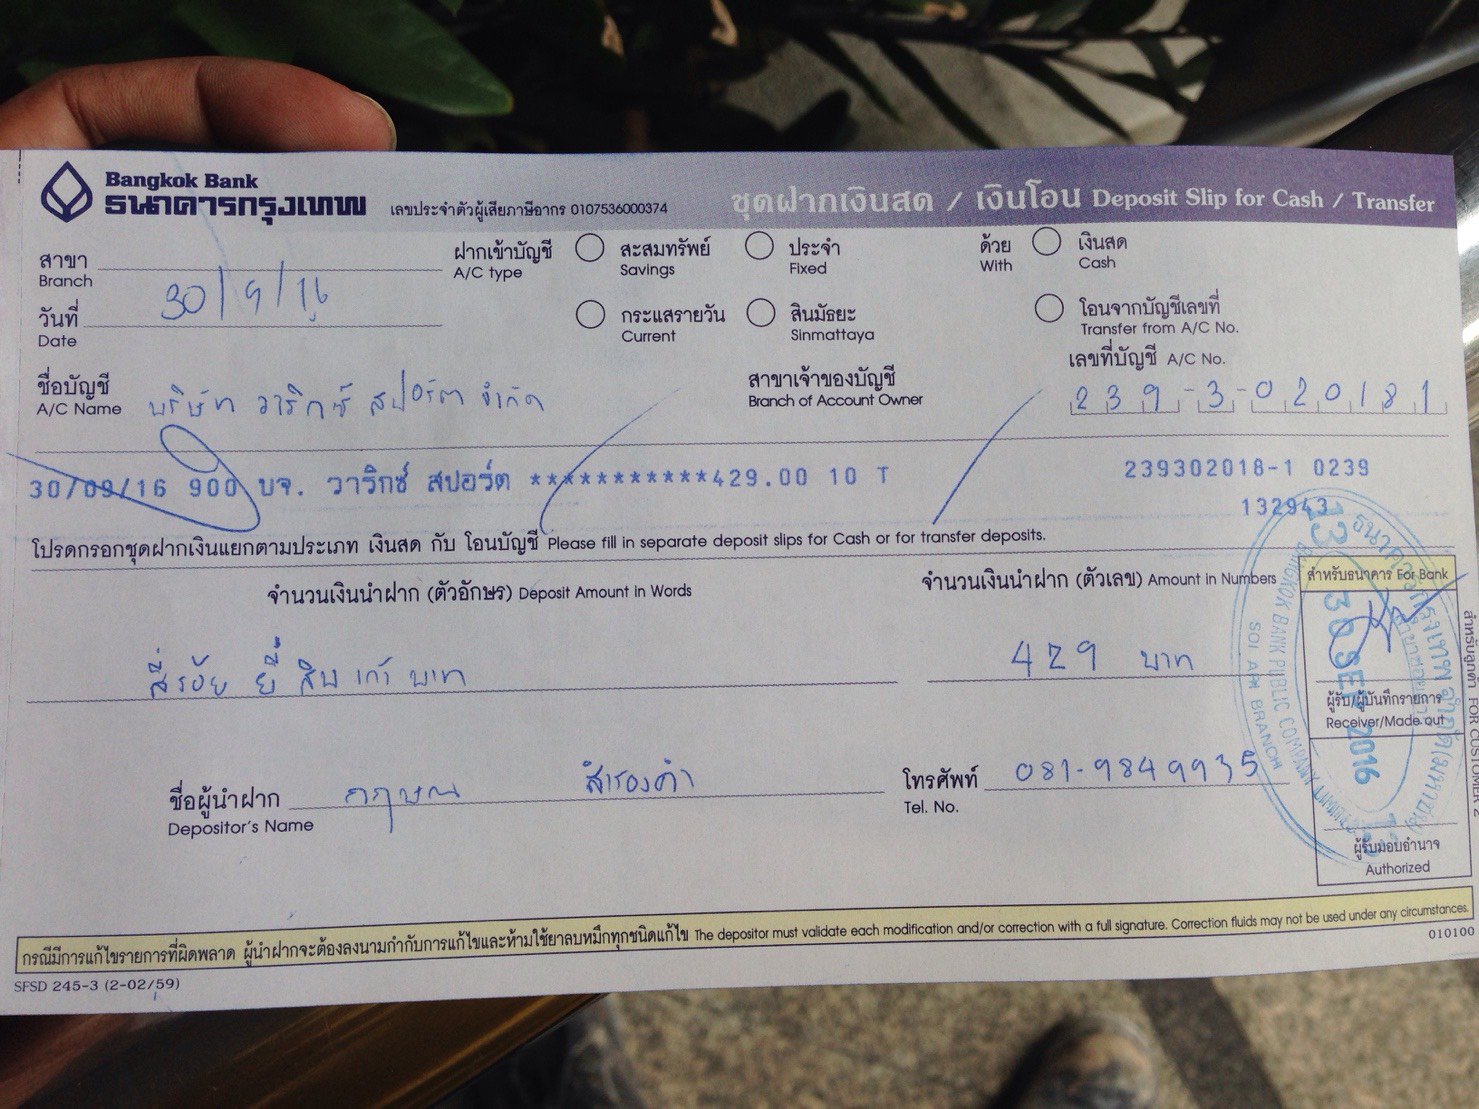 Bangkok Bank
ธนาคารกรุงเทพ เลขประจำตัวผู้เสียภาษีอากร 0107536000374 ชุดฝากเงินสด / เงินโอน Deposit Slip for Cash / Transfer
สาขา ฝากเข้าบัญชี สะสมทรัพย์ ประจำ ด้วย เงินสด
Branch A/C type Savings Fixed With Cash
วันที่ 30/9/16 กระแสรายวัน สินมัธยะ โอนจากบัญชีเลขที่
Date Current Sinmattaya Transfer from A/C No.
เลขที่บัญชี A/C No.
ชื่อบัญชี บริษัท วาริกซ์ สปอร์ต จำกัด สาขาเจ้าของบัญชี 239-3-020181
A/C Name Branch of Account Owner
30/09/16 900 บจ. วาริกซ์ สปอร์ต ***********429.00 10 T 239302018-1 0239
132943
โปรดกรอกชุดฝากเงินแยกตามประเภท เงินสด กับ โอนบัญชี Please fill in separate deposit slips for Cash or for transfer deposits.
จำนวนเงินนำฝาก (ตัวอักษร) Deposit Amount in Words จำนวนเงินนำฝาก (ตัวเลข) Amount in Numbers สำหรับธนาคาร For Bank
สี่ร้อย ยี่สิบเก้าบาท 429 บาท
ผู้รับ/ผู้บันทึกรายการ
Receiver/Made out
ชื่อผู้นำฝาก โทรศัพท์ 081-9849935
Depositor's Name Tel. No.
ผู้รับมอบอำนาจ
Authorized
30 SEP 2016
BANGKOK BANK PUBLIC COMPANY
BRANCH
สำหรับลูกค้า FOR CUSTOMER 2
กรณีมีการแก้ไขรายการที่ผิดพลาด ผู้นำฝากจะต้องลงนามกำกับการแก้ไขและห้ามใช้ยาลบหมึกทุกชนิดแก้ไข The depositor must validate each modification and/or correction with a full signature. Correction fluids may not be used under any circumstances.
SFSD 245-3 (2-02/59) 010100